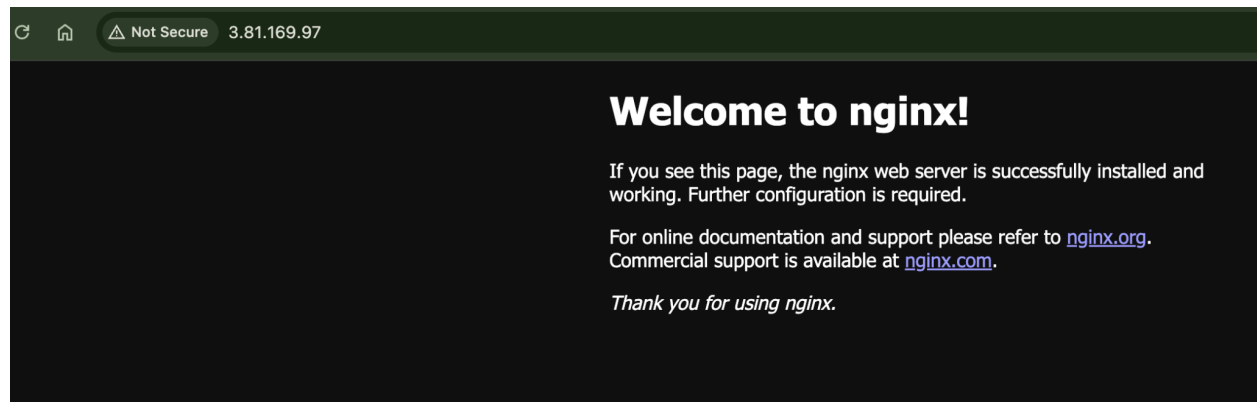 Not Secure 3.81.169.97
Welcome to nginx!
If you see this page, the nginx web server is successfully installed and
working. Further configuration is required.
For online documentation and support please refer to nginx.org.
Commercial support is available at nginx.com.
Thank you for using nginx.